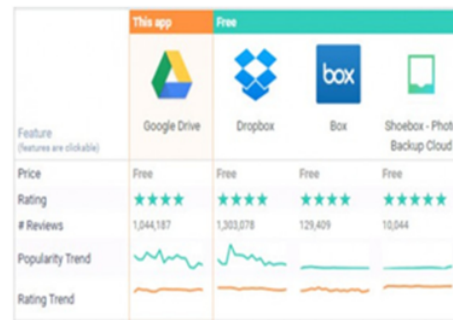 This app Free
box
Feature
(features are clickable)
Google Drive Dropbox Box Shoebox - Phot
Backup Cloud
Price Free Free Free Free
Rating
# Reviews 1,044,187 1,303,078 129,409 10,044
Popularity Trend
Rating Trend